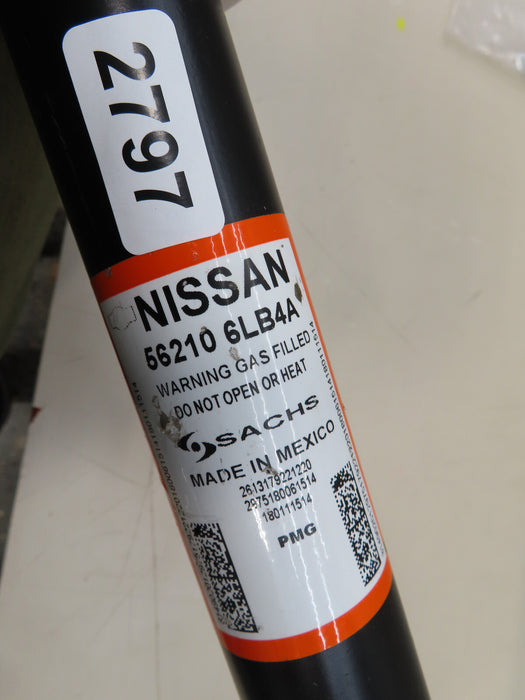 2797
NISSAN
56210 6LB4A
WARNING GAS FILLED
DO NOT OPEN OR HEAT
SACHS
MADE IN MEXICO
2613179221220
2975180061514
180111514
PMG